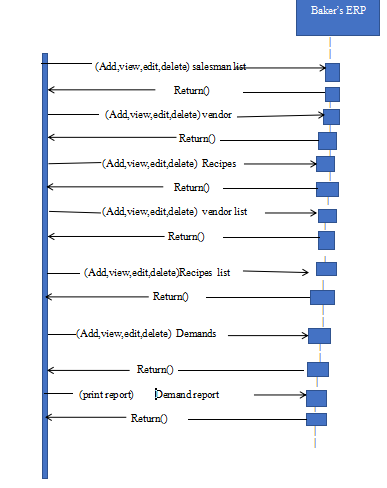 Baker's ERP
(Add,view,edit,delete) salesman list
Return()
(Add,view,edit,delete) vendor
Return()
(Add,view,edit,delete) Recipes
Return()
(Add,view,edit,delete) vendor list
Return()
(Add,view,edit,delete)Recipes list
Return()
(Add,view,edit,delete) Demands
Return()
(print report) Demand report
Return()